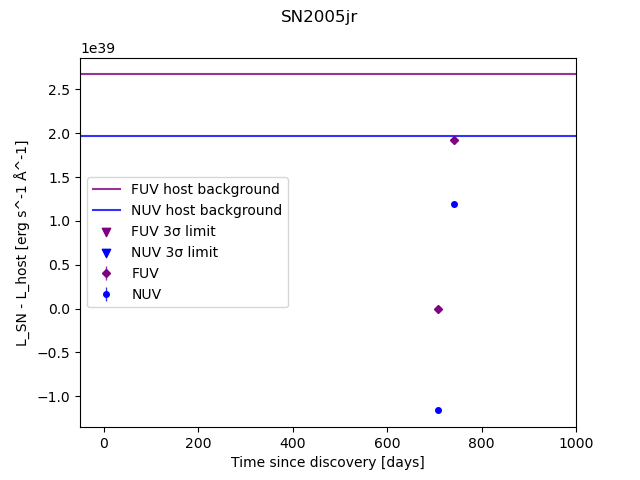 SN2005jr
1e39
L_SN - L_host [erg s^-1 Å^-1]
2.5
2.0
1.5
1.0
0.5
0.0
−0.5
−1.0
FUV host background
NUV host background
FUV 3σ limit
NUV 3σ limit
FUV
NUV
0 200 400 600 800 1000
Time since discovery [days]